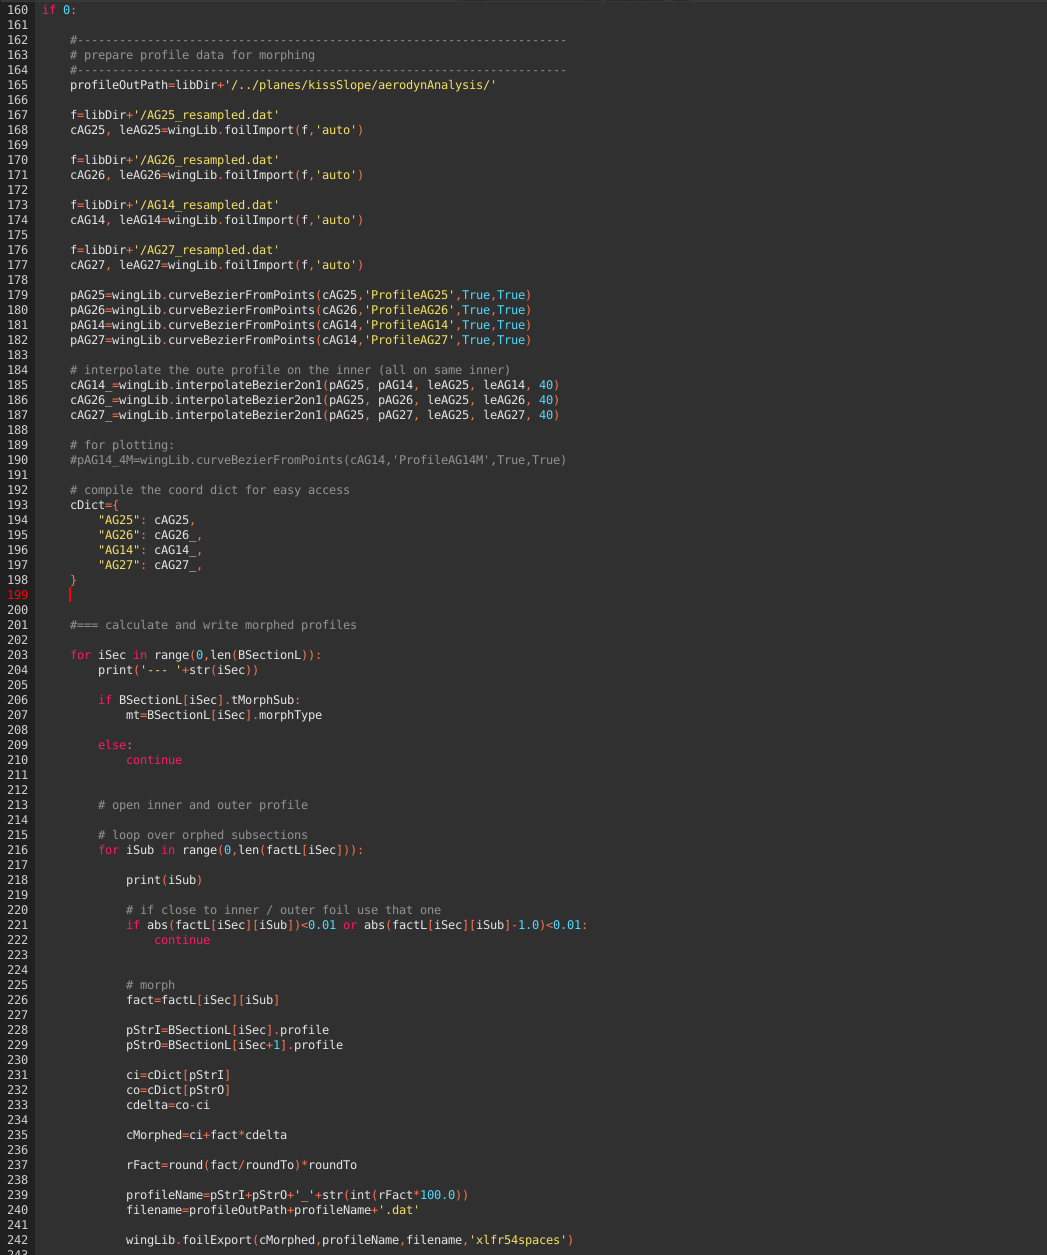 160 if 0:
161
162     #----------------------------------------------------------------------
163     # prepare profile data for morphing
164     #----------------------------------------------------------------------
165     profileOutPath=libDir+'/../planes/kissSlope/aerodynAnalysis/'
166
167     f=libDir+'/AG25_resampled.dat'
168     cAG25, leAG25=wingLib.foilImport(f,'auto')
169
170     f=libDir+'/AG26_resampled.dat'
171     cAG26, leAG26=wingLib.foilImport(f,'auto')
172
173     f=libDir+'/AG14_resampled.dat'
174     cAG14, leAG14=wingLib.foilImport(f,'auto')
175
176     f=libDir+'/AG27_resampled.dat'
177     cAG27, leAG27=wingLib.foilImport(f,'auto')
178
179     pAG25=wingLib.curveBezierFromPoints(cAG25,'ProfileAG25',True,True)
180     pAG26=wingLib.curveBezierFromPoints(cAG26,'ProfileAG26',True,True)
181     pAG14=wingLib.curveBezierFromPoints(cAG14,'ProfileAG14',True,True)
182     pAG27=wingLib.curveBezierFromPoints(cAG14,'ProfileAG27',True,True)
183
184     # interpolate the oute profile on the inner (all on same inner)
185     cAG14_=wingLib.interpolateBezier2on1(pAG25, pAG14, leAG25, leAG14, 40)
186     cAG26_=wingLib.interpolateBezier2on1(pAG25, pAG26, leAG25, leAG26, 40)
187     cAG27_=wingLib.interpolateBezier2on1(pAG25, pAG27, leAG25, leAG27, 40)
188
189     # for plotting:
190     #pAG14_4M=wingLib.curveBezierFromPoints(cAG14,'ProfileAG14M',True,True)
191
192     # compile the coord dict for easy access
193     cDict={
194         "AG25": cAG25,
195         "AG26": cAG26_,
196         "AG14": cAG14_,
197         "AG27": cAG27_,
198     }
199
200
201     #=== calculate and write morphed profiles
202
203     for iSec in range(0,len(BSectionL)):
204         print('--- '+str(iSec))
205
206         if BSectionL[iSec].tMorphSub:
207             mt=BSectionL[iSec].morphType
208
209         else:
210             continue
211
212
213         # open inner and outer profile
214
215         # loop over orphed subsections
216         for iSub in range(0,len(factL[iSec])):
217
218             print(iSub)
219
220             # if close to inner / outer foil use that one
221             if abs(factL[iSec][iSub])<0.01 or abs(factL[iSec][iSub]-1.0)<0.01:
222                 continue
223
224
225             # morph
226             fact=factL[iSec][iSub]
227
228             pStrI=BSectionL[iSec].profile
229             pStrO=BSectionL[iSec+1].profile
230
231             ci=cDict[pStrI]
232             co=cDict[pStrO]
233             cdelta=co-ci
234
235             cMorphed=ci+fact*cdelta
236
237             rFact=round(fact/roundTo)*roundTo
238
239             profileName=pStrI+pStrO+'_'+str(int(rFact*100.0))
240             filename=profileOutPath+profileName+'.dat'
241
242             wingLib.foilExport(cMorphed,profileName,filename,'xlfr54spaces')
243